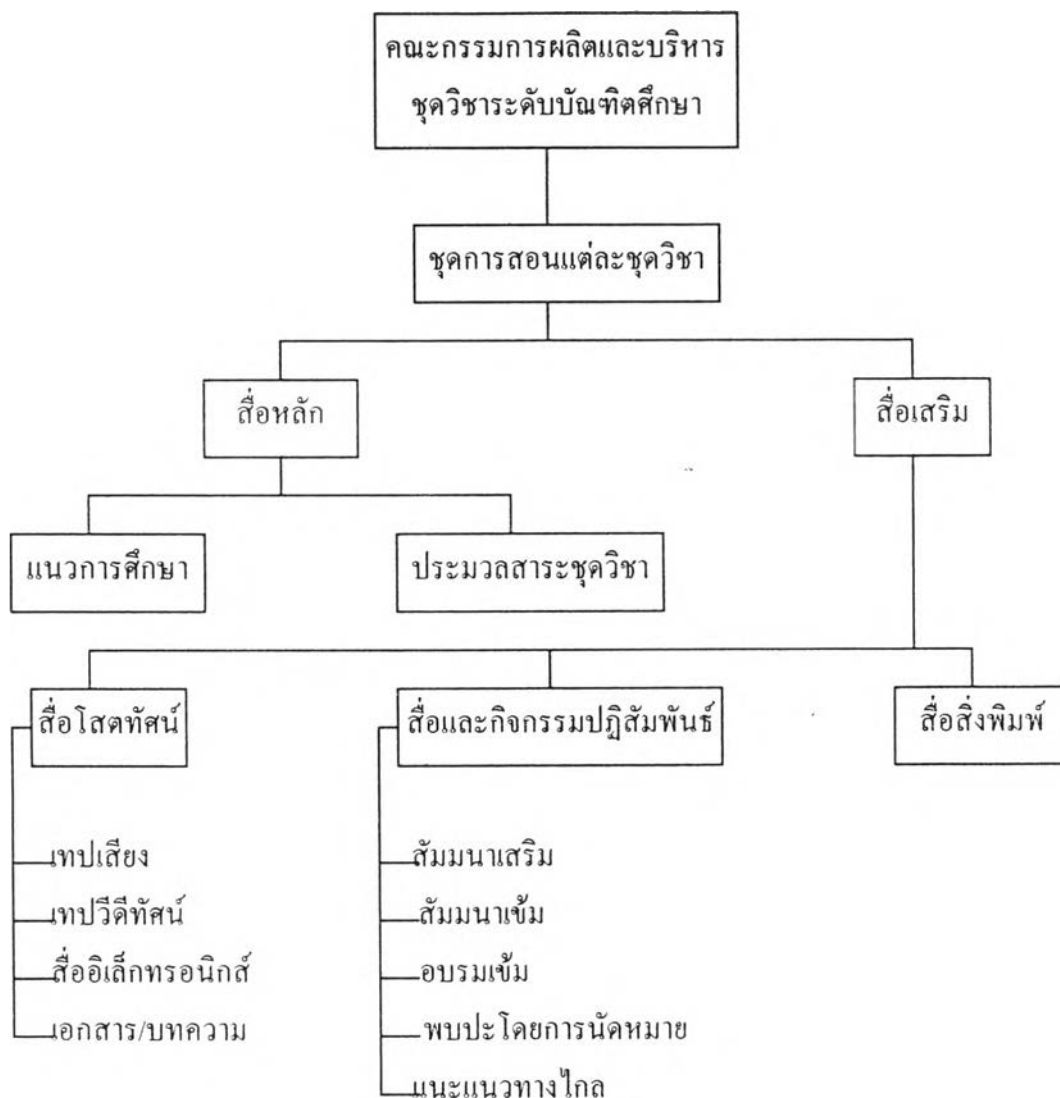 คณะกรรมการผลิตและบริหาร
ชุดวิชาระดับบัณฑิตศึกษา
ชุดการสอนแต่ละชุดวิชา
สื่อหลัก
สื่อเสริม
แนวการศึกษา
ประมวลสาระชุดวิชา
สื่อโสตทัศน์
สื่อและกิจกรรมปฏิสัมพันธ์
สื่อสิ่งพิมพ์
เทปเสียง
สัมมนาเสริม
เทปวีดีทัศน์
สัมมนาเข้ม
สื่ออิเล็กทรอนิกส์
อบรมเข้ม
เอกสาร/บทความ
พบปะโดยการนัดหมาย
แนะแนวทางไกล